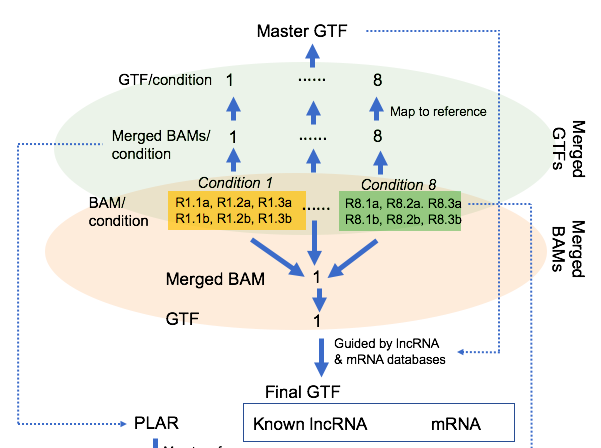 Master GTF
GTF/condition 1 ...... 8
Map to reference
Merged BAMs/
condition
1 ...... 8
Merged
GTFs
Condition 1
Condition 8
BAM/
condition
R1.1a, R1.2a, R1.3a
R1.1b, R1.2b, R1.3b
......
R8.1a, R8.2a. R8.3a
R8.1b, R8.2b, R8.3b
Merged
BAMs
Merged BAM 1
GTF 1
Guided by lncRNA
& mRNA databases
Final GTF
Known lncRNA mRNA
PLAR